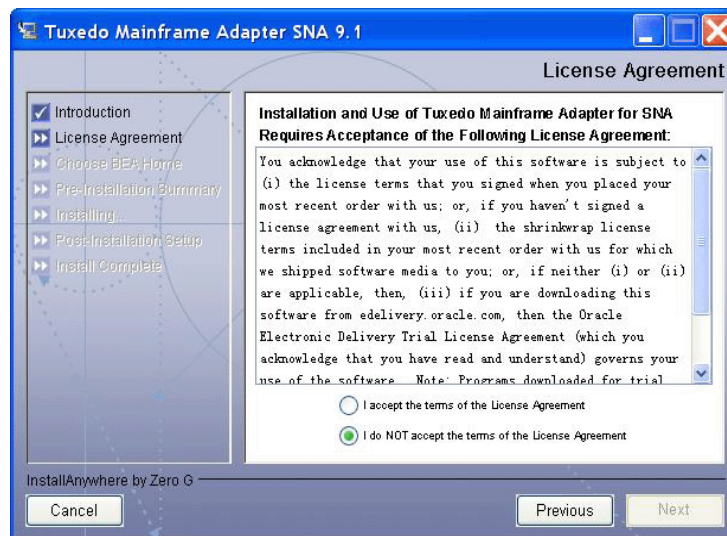 Tuxedo Mainframe Adapter SNA 9.1
License Agreement
Introduction
License Agreement
Choose BEA Home
Pre-Installation Summary
Installing...
Post-Installation Setup
Install Complete
Installation and Use of Tuxedo Mainframe Adapter for SNA
Requires Acceptance of the Following License Agreement:
You acknowledge that your use of this software is subject to
(i) the license terms that you signed when you placed your
most recent order with us; or, if you haven't signed a
license agreement with us, (ii) the shrinkwrap license
terms included in your most recent order with us for which
we shipped software media to you; or, if neither (i) or (ii)
are applicable, then, (iii) if you are downloading this
software from edelivery.oracle.com, then the Oracle
Electronic Delivery Trial License Agreement (which you
acknowledge that you have read and understand) governs your
use of the software. Note: Programs downloaded for trial
I accept the terms of the License Agreement
I do NOT accept the terms of the License Agreement
InstallAnywhere by Zero G
Cancel
Previous
Next